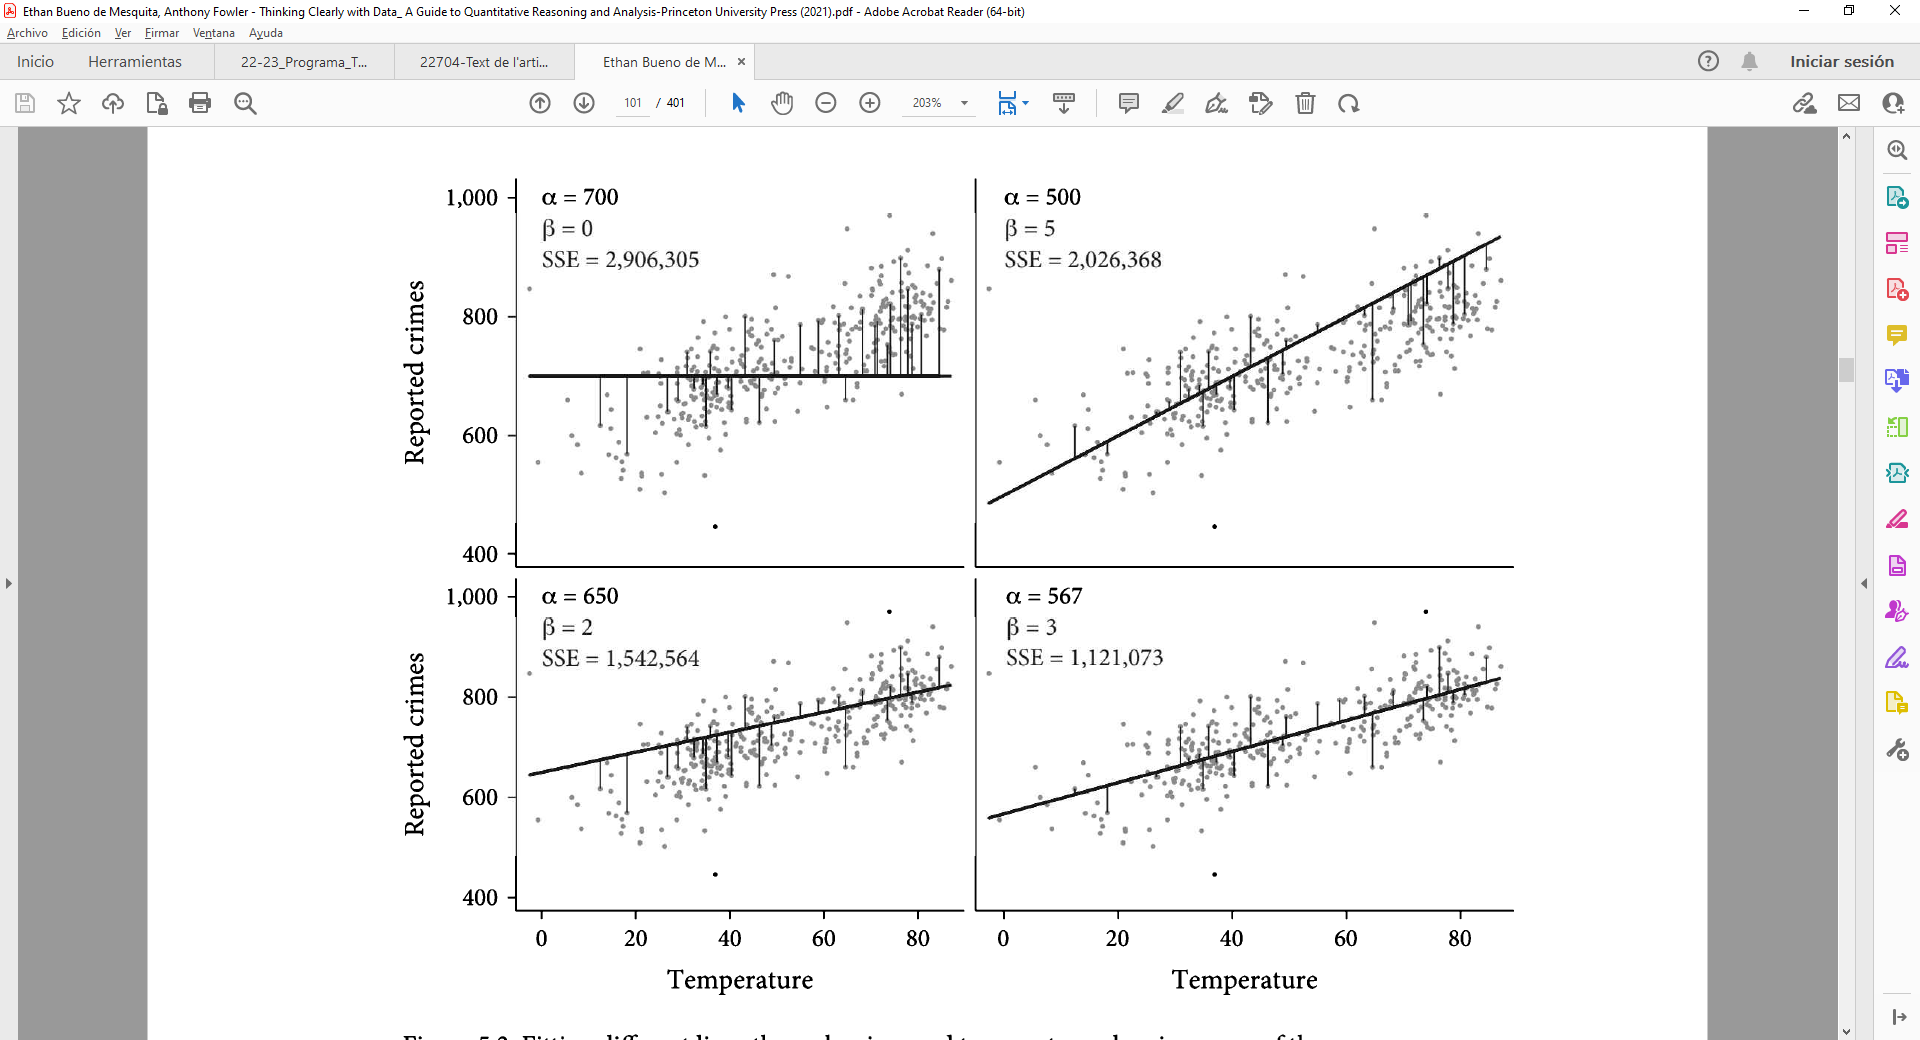 Ethan Bueno de Mesquita, Anthony Fowler - Thinking Clearly with Data_ A Guide to Quantitative Reasoning and Analysis-Princeton University Press (2021).pdf - Adobe Acrobat Reader (64-bit)
Archivo Edición Ver Firmar Ventana Ayuda
Inicio Herramientas 22-23_Programa_T... 22704-Text de l'arti... Ethan Bueno de M... Iniciar sesión
101 / 401 203%
1,000
800
600
400
Reported crimes
α = 700
β = 0
SSE = 2,906,305
α = 500
β = 5
SSE = 2,026,368
1,000
800
600
400
Reported crimes
α = 650
β = 2
SSE = 1,542,564
α = 567
β = 3
SSE = 1,121,073
0 20 40 60 80
0 20 40 60 80
Temperature
Temperature